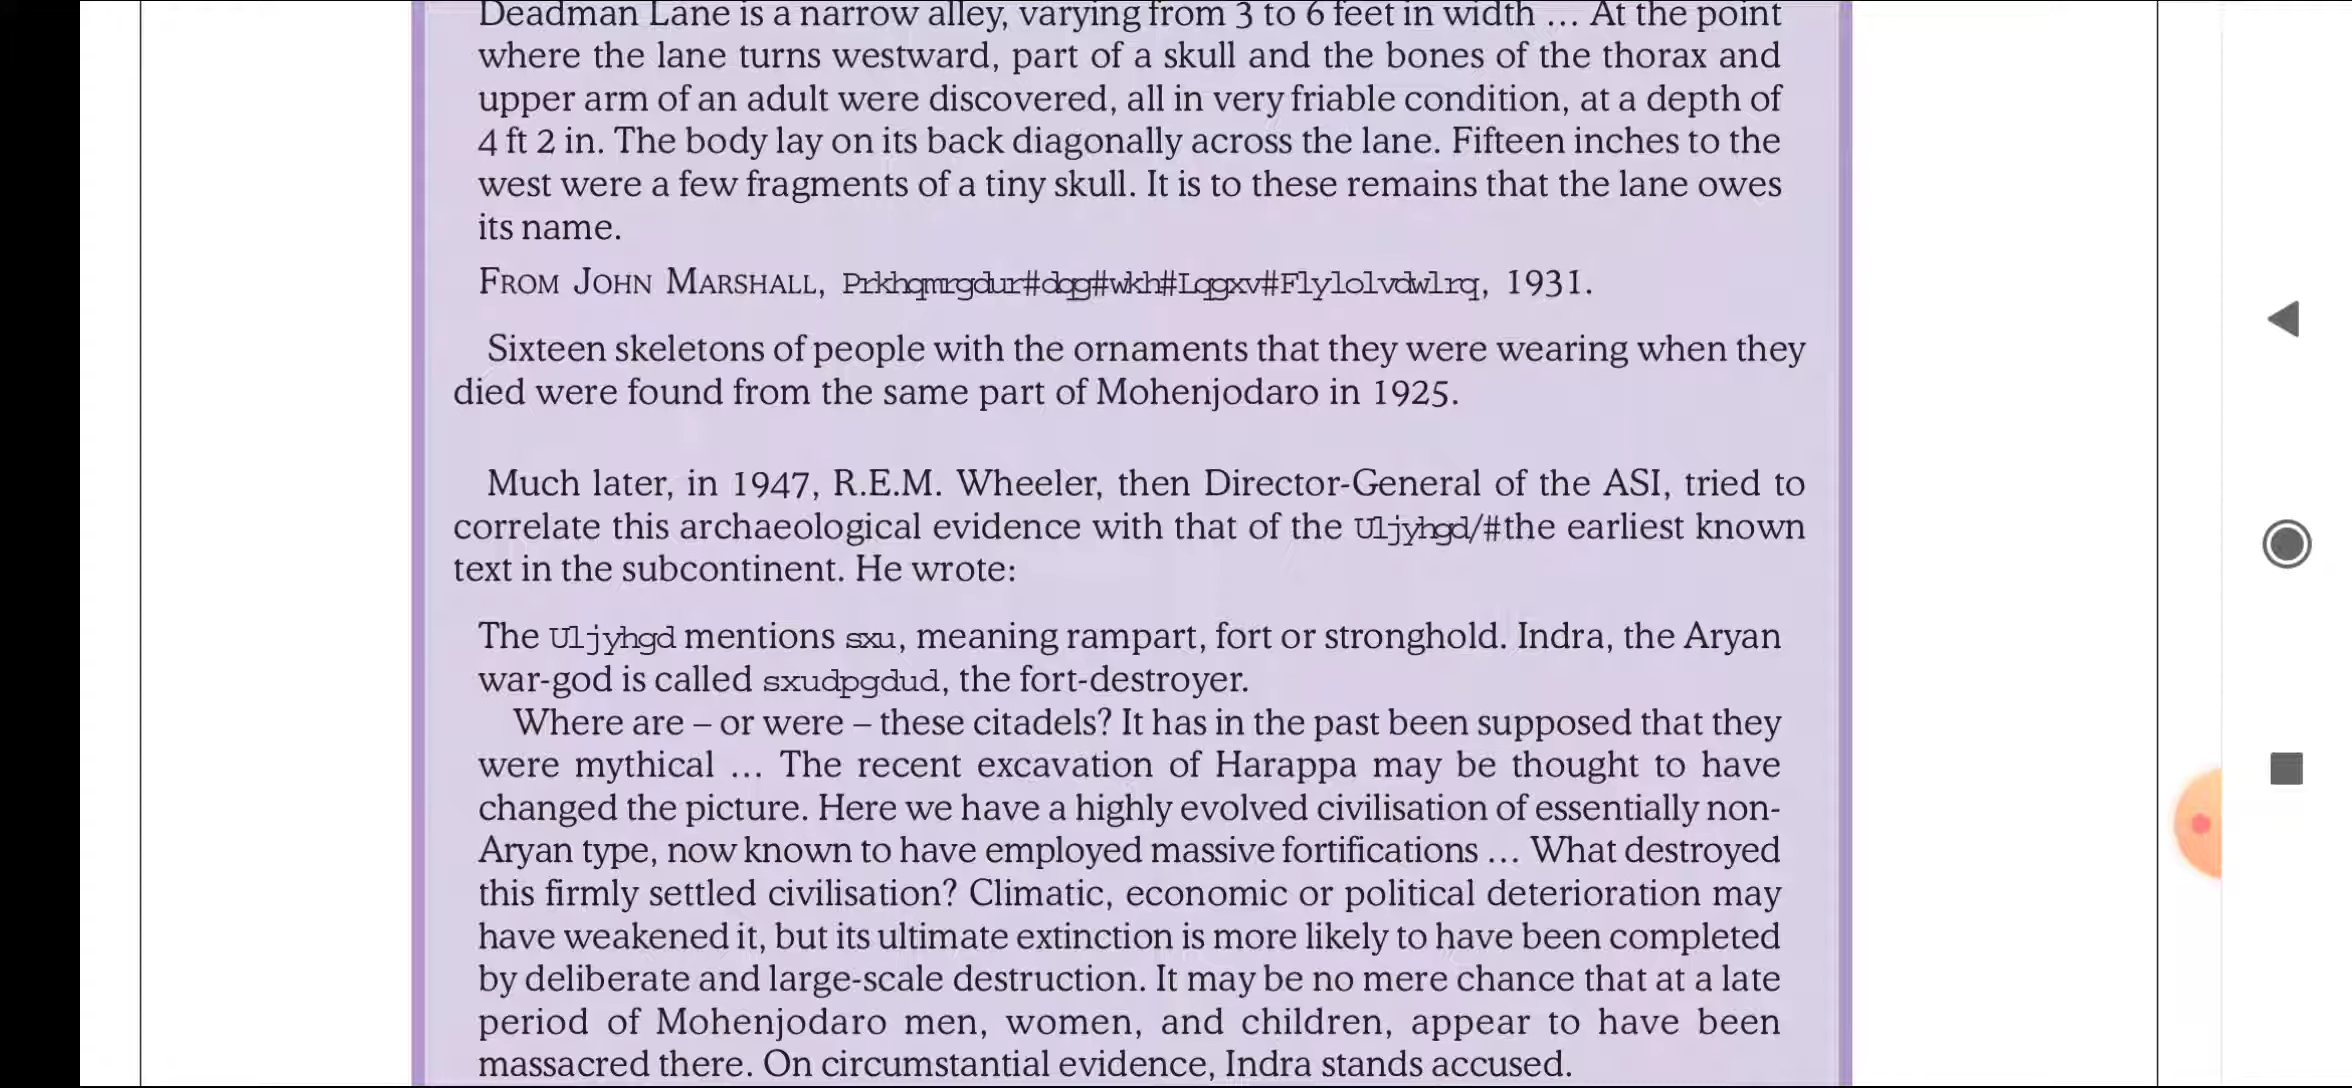 Deadman Lane is a narrow alley, varying from 3 to 6 feet in width ... At the point
where the lane turns westward, part of a skull and the bones of the thorax and
upper arm of an adult were discovered, all in very friable condition, at a depth of
4 ft 2 in. The body lay on its back diagonally across the lane. Fifteen inches to the
west were a few fragments of a tiny skull. It is to these remains that the lane owes
its name.
FROM JOHN MARSHALL, Prkhqmrgdur#dqg#wkh#Lqgxv#Flylolvdwlrq, 1931.
Sixteen skeletons of people with the ornaments that they were wearing when they
died were found from the same part of Mohenjodaro in 1925.
Much later, in 1947, R.E.M. Wheeler, then Director-General of the ASI, tried to
correlate this archaeological evidence with that of the Uljyhgd/#the earliest known
text in the subcontinent. He wrote:
The Uljyhgd mentions sxu, meaning rampart, fort or stronghold. Indra, the Aryan
war-god is called sxudpgdud, the fort-destroyer.
Where are – or were – these citadels? It has in the past been supposed that they
were mythical ... The recent excavation of Harappa may be thought to have
changed the picture. Here we have a highly evolved civilisation of essentially non-
Aryan type, now known to have employed massive fortifications ... What destroyed
this firmly settled civilisation? Climatic, economic or political deterioration may
have weakened it, but its ultimate extinction is more likely to have been completed
by deliberate and large-scale destruction. It may be no mere chance that at a late
period of Mohenjodaro men, women, and children, appear to have been
massacred there. On circumstantial evidence, Indra stands accused.